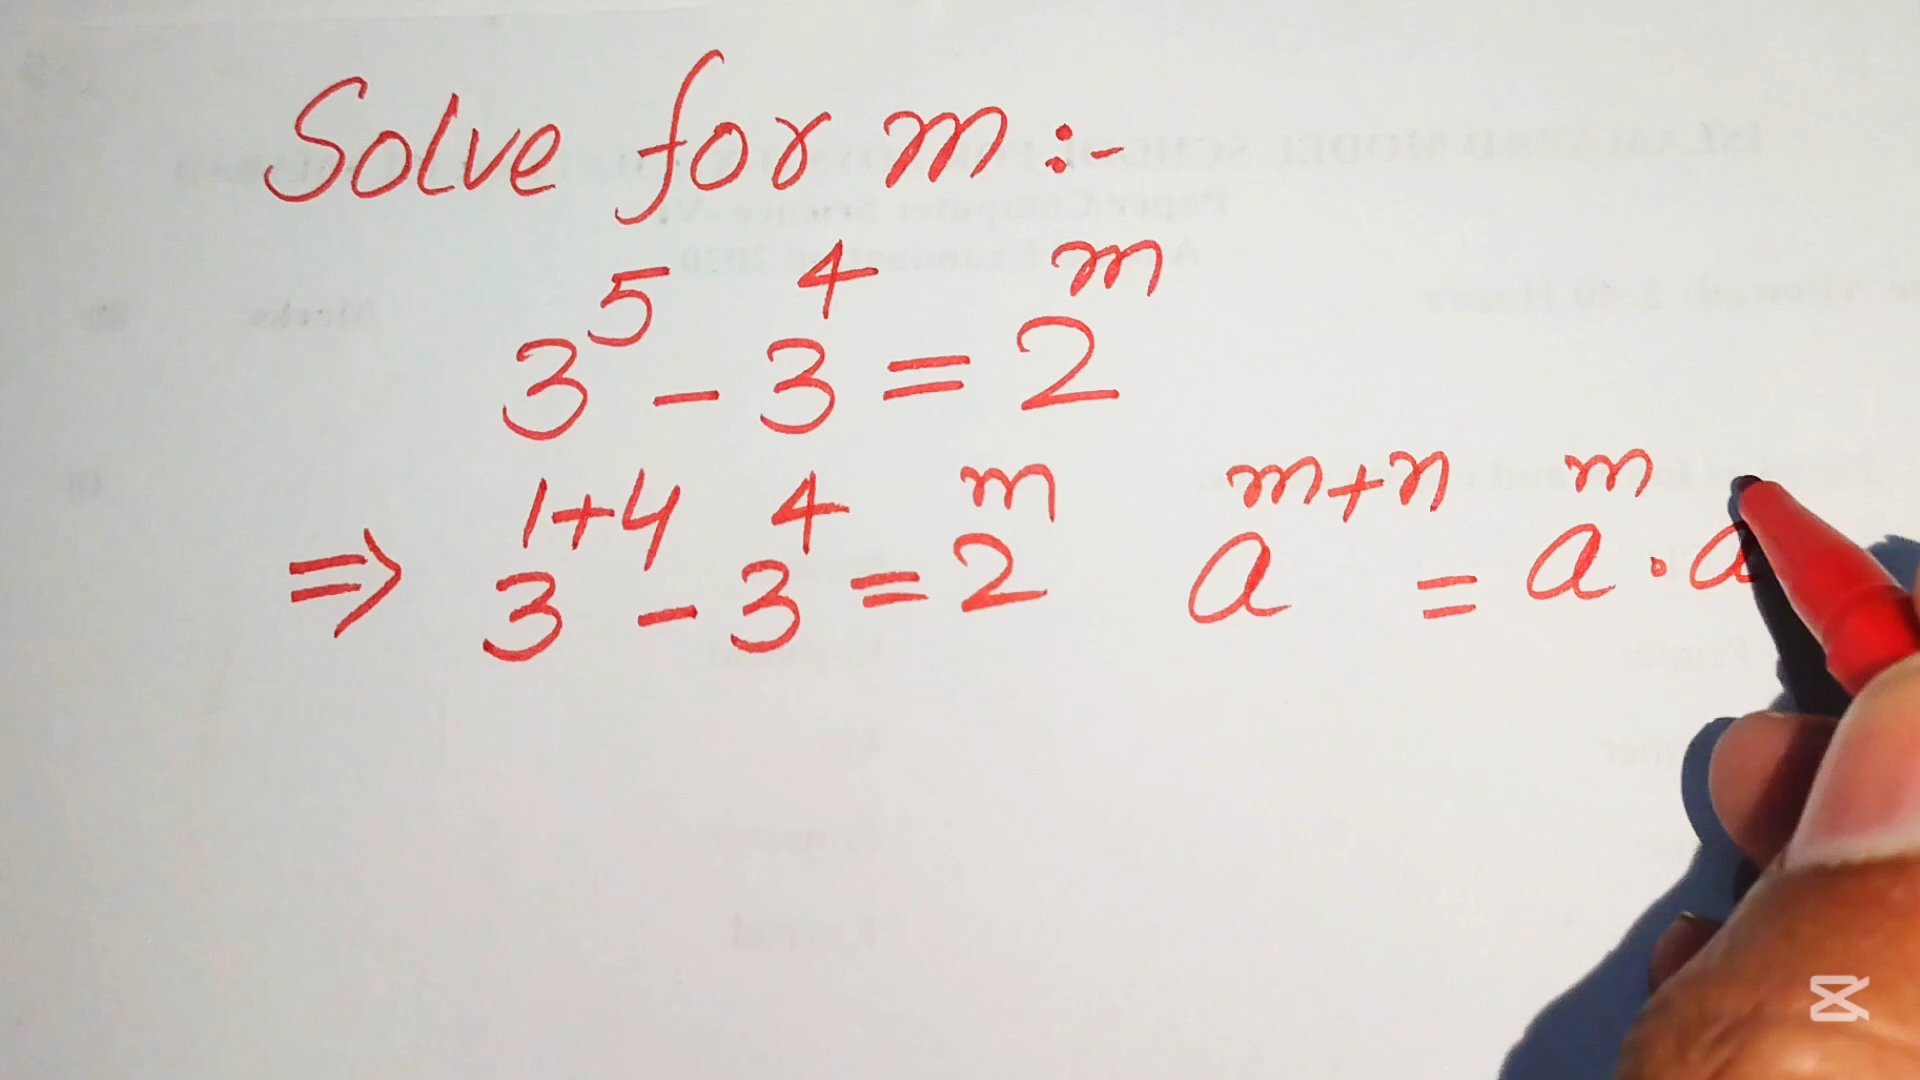 Solve for m :-
3^5 - 3^4 = 2^m
⇒ 3^{1+4} - 3^4 = 2^m   a^{m+n} = a^m . a